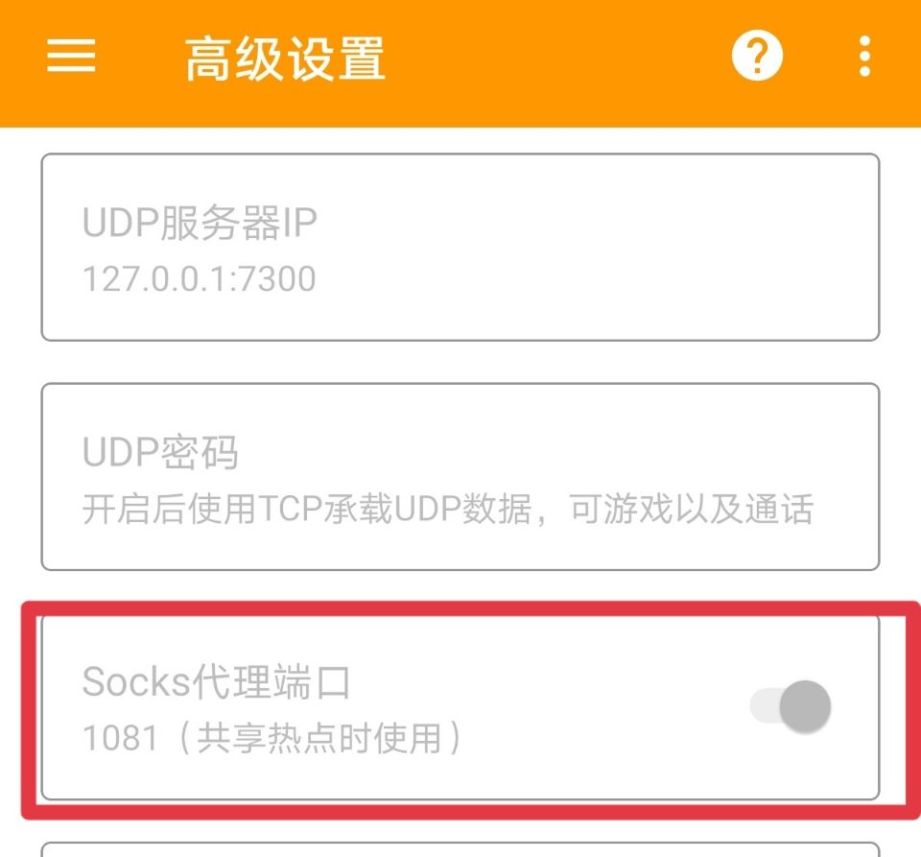 高级设置
UDP服务器IP
127.0.0.1:7300
UDP密码
开启后使用TCP承载UDP数据，可游戏以及通话
Socks代理端口
1081（共享热点时使用）